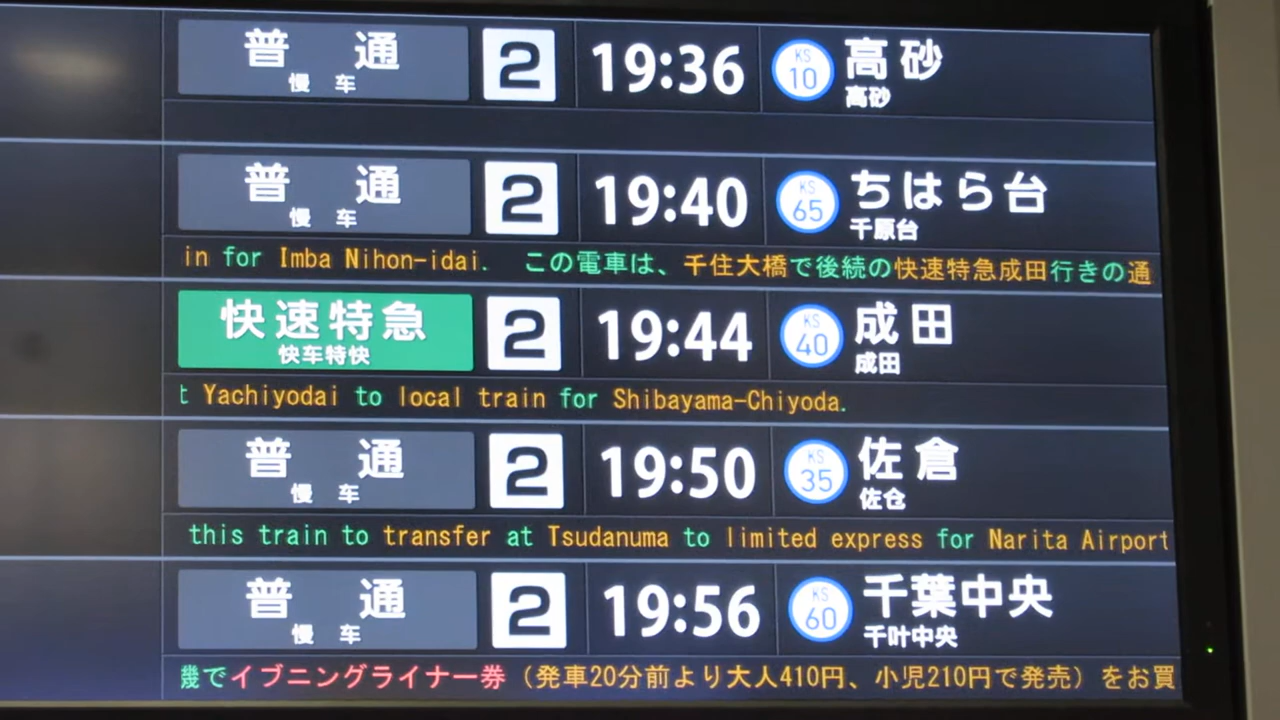 普通 2 19:36 KS 10 高砂
慢车 高砂
普通 2 19:40 KS 65 ちはら台
慢车 千原台
in for Imba Nihon-idai. この電車は、千住大橋で後続の快速特急成田行きの通
快速特急 2 19:44 KS 40 成田
快车特快 成田
t Yachiyodai to local train for Shibayama-Chiyoda.
普通 2 19:50 KS 35 佐倉
慢车 佐仓
this train to transfer at Tsudanuma to limited express for Narita Airport
普通 2 19:56 KS 60 千葉中央
慢车 千叶中央
機でイブニングライナー券（発車20分前より大人410円、小児210円で発売）をお買